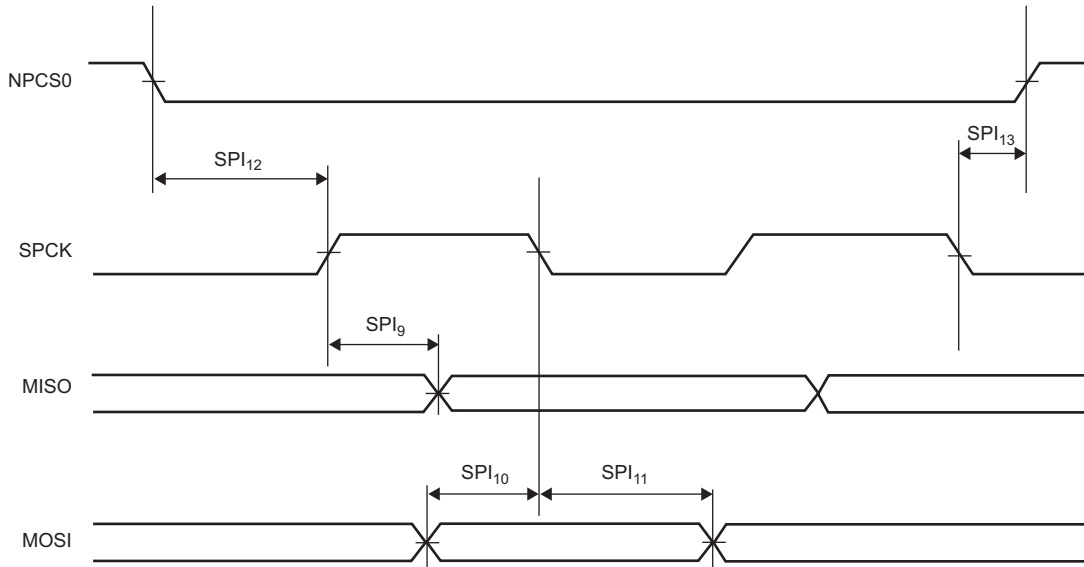 NPCS0
SPI₁₃
SPI₁₂
SPCK
SPI₉
MISO
SPI₁₀ SPI₁₁
MOSI